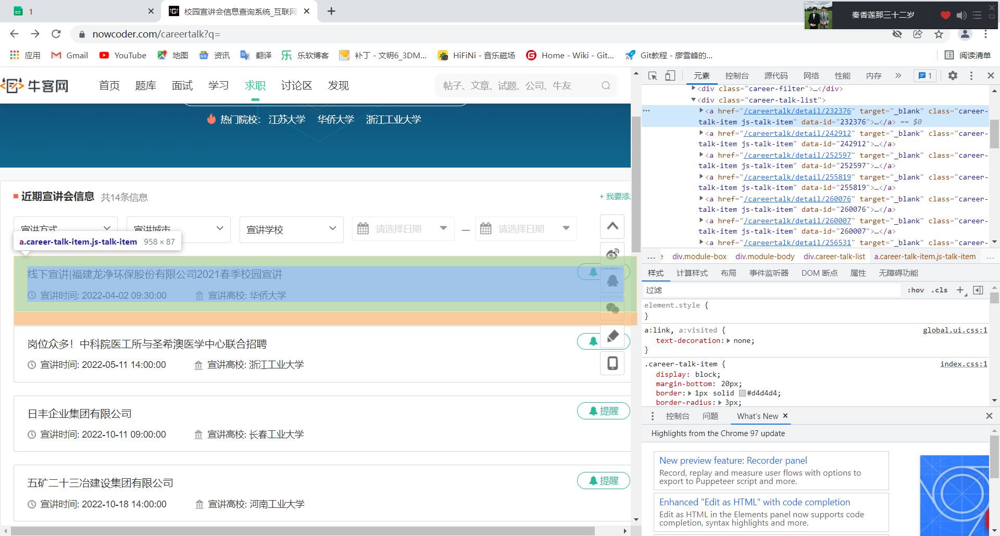 1
校园宣讲会信息查询系统_互联网
秦香莲那三十二岁
nowcoder.com/careertalk?q=
应用
Gmail
YouTube
地图
资讯
翻译
乐软博客
补丁 - 文明6_3DM...
HiFiNi - 音乐磁场
Home - Wiki - Git...
Git教程 - 廖雪峰的...
阅读清单
牛客网
首页
题库
面试
学习
求职
讨论区
发现
帖子、文章、试题、公司、牛友
热门院校:
江苏大学
华侨大学
浙江工业大学
近期宣讲会信息
共14条信息
+ 我要添
宣讲方式
宣讲城市
宣讲学校
请选择日期
—
请选择日期
a.career-talk-item.js-talk-item 958 × 87
线下宣讲|福建龙净环保股份有限公司2021春季校园宣讲
宣讲时间: 2022-04-02 09:30:00
宣讲高校: 华侨大学
岗位众多！中科院医工所与圣希澳医学中心联合招聘
宣讲时间: 2022-05-11 14:00:00
宣讲高校: 浙江工业大学
日丰企业集团有限公司
提醒
宣讲时间: 2022-10-11 09:00:00
宣讲高校: 长春工业大学
五矿二十三冶建设集团有限公司
提醒
宣讲时间: 2022-10-18 14:00:00
宣讲高校: 河南工业大学
元素
控制台
源代码
网络
性能
内存
»
1
<div class="career-filter">…</div>
<div class="career-talk-list">
<a href="/careertalk/detail/232376" target="_blank" class="career-
talk-item js-talk-item" data-id="232376">…</a> == $0
<a href="/careertalk/detail/242912" target="_blank" class="career-
talk-item js-talk-item" data-id="242912">…</a>
<a href="/careertalk/detail/252597" target="_blank" class="career-
talk-item js-talk-item" data-id="252597">…</a>
<a href="/careertalk/detail/255819" target="_blank" class="career-
talk-item js-talk-item" data-id="255819">…</a>
<a href="/careertalk/detail/260076" target="_blank" class="career-
talk-item js-talk-item" data-id="260076">…</a>
<a href="/careertalk/detail/260007" target="_blank" class="career-
talk-item js-talk-item" data-id="260007">…</a>
<a href="/careertalk/detail/256531" target="_blank" class="career-
... e div.module-box div.module-body div.career-talk-list a.career-talk-item.js-talk-item ...
样式
计算样式
布局
事件监听器
DOM 断点
属性
无障碍功能
过滤
:hov
.cls
element.style {
}
a:link, a:visited {
global.ui.css:1
text-decoration: none;
}
.career-talk-item {
index.css:1
display: block;
margin-bottom: 20px;
border: 1px solid #d4d4d4;
border-radius: 3px;
控制台
问题
What's New
Highlights from the Chrome 97 update
New preview feature: Recorder panel
Record, replay and measure user flows with options to
export to Puppeteer script and more.
Enhanced "Edit as HTML" with code completion
Edit as HTML in the Elements panel now supports code
completion, syntax highlights and more.